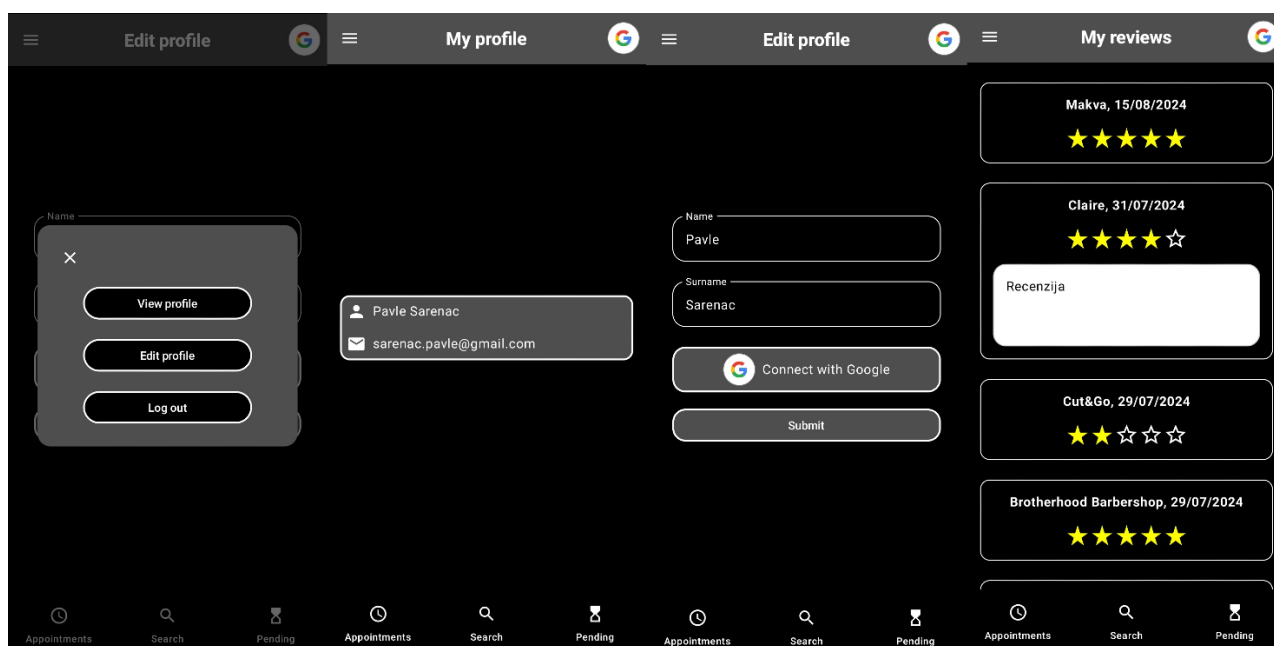 Edit profile
Name
View profile
Edit profile
Log out
Appointments
Search
Pending
My profile
Pavle Sarenac
sarenac.pavle@gmail.com
Appointments
Search
Pending
Edit profile
Name
Pavle
Surname
Sarenac
Connect with Google
Submit
Appointments
Search
Pending
My reviews
Makva, 15/08/2024
Claire, 31/07/2024
Recenzija
Cut&Go, 29/07/2024
Brotherhood Barbershop, 29/07/2024
Appointments
Search
Pending